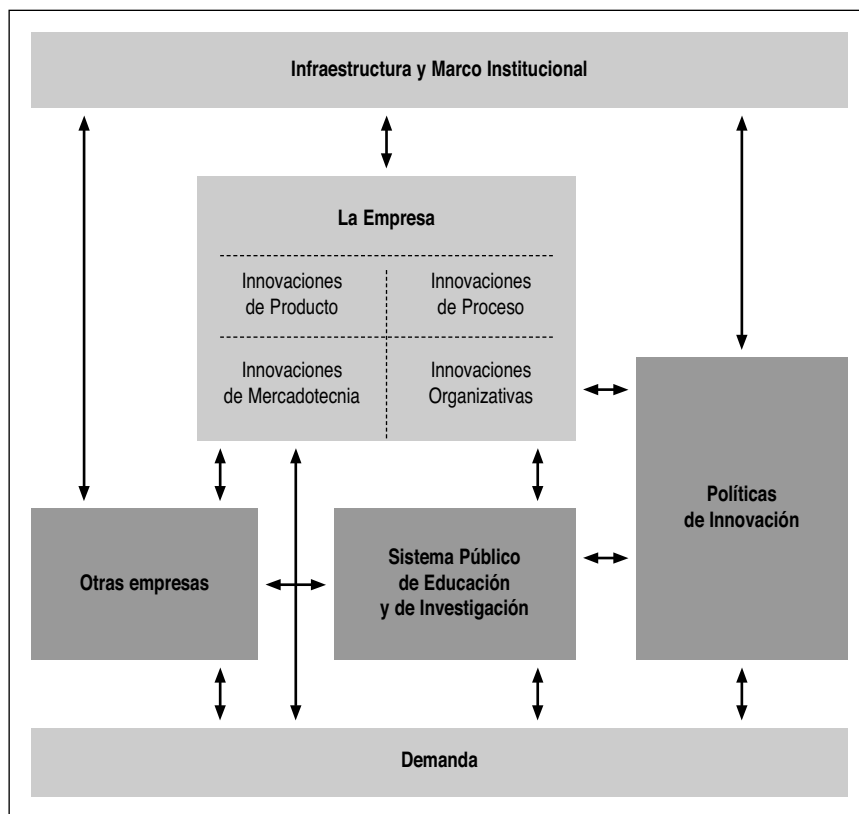 Infraestructura y Marco Institucional
La Empresa
Innovaciones
de Producto
Innovaciones
de Proceso
Innovaciones
de Mercadotecnia
Innovaciones
Organizativas
Políticas
de Innovación
Otras empresas
Sistema Público
de Educación
y de Investigación
Demanda